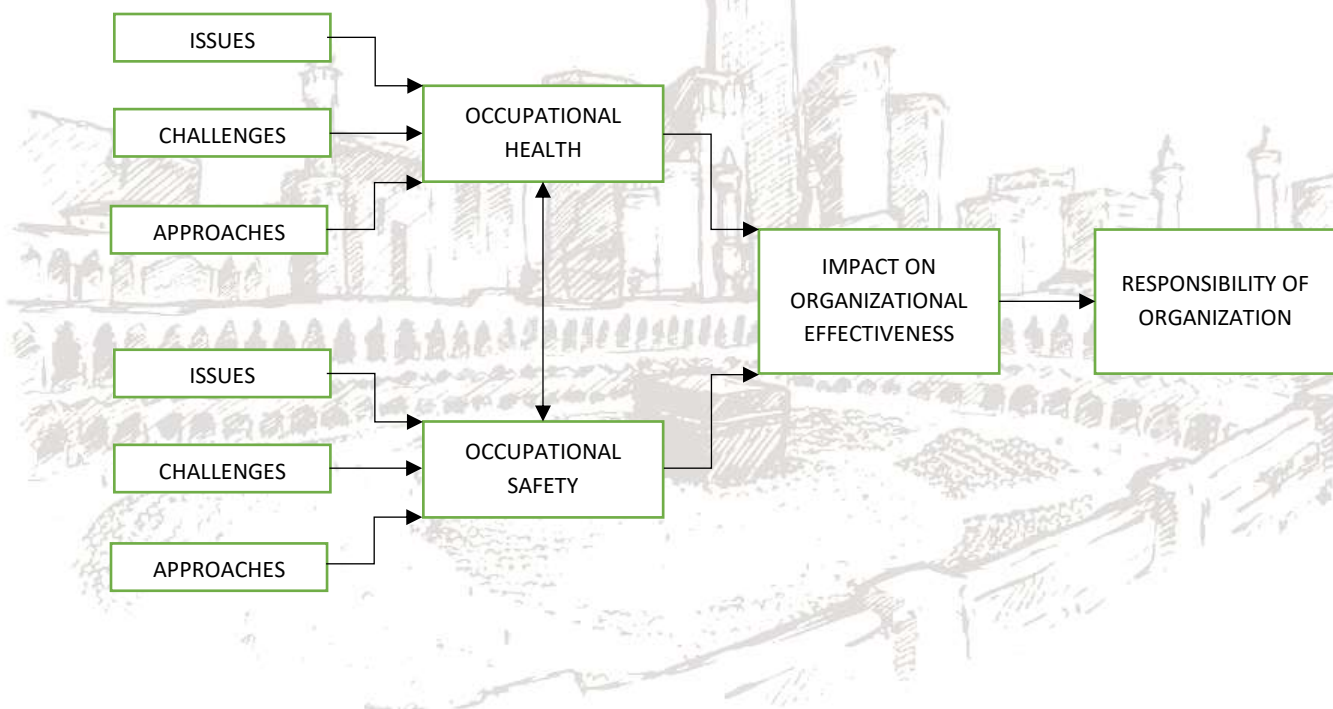 ISSUES
CHALLENGES
APPROACHES
OCCUPATIONAL
HEALTH
ISSUES
CHALLENGES
APPROACHES
OCCUPATIONAL
SAFETY
IMPACT ON
ORGANIZATIONAL
EFFECTIVENESS
RESPONSIBILITY OF
ORGANIZATION